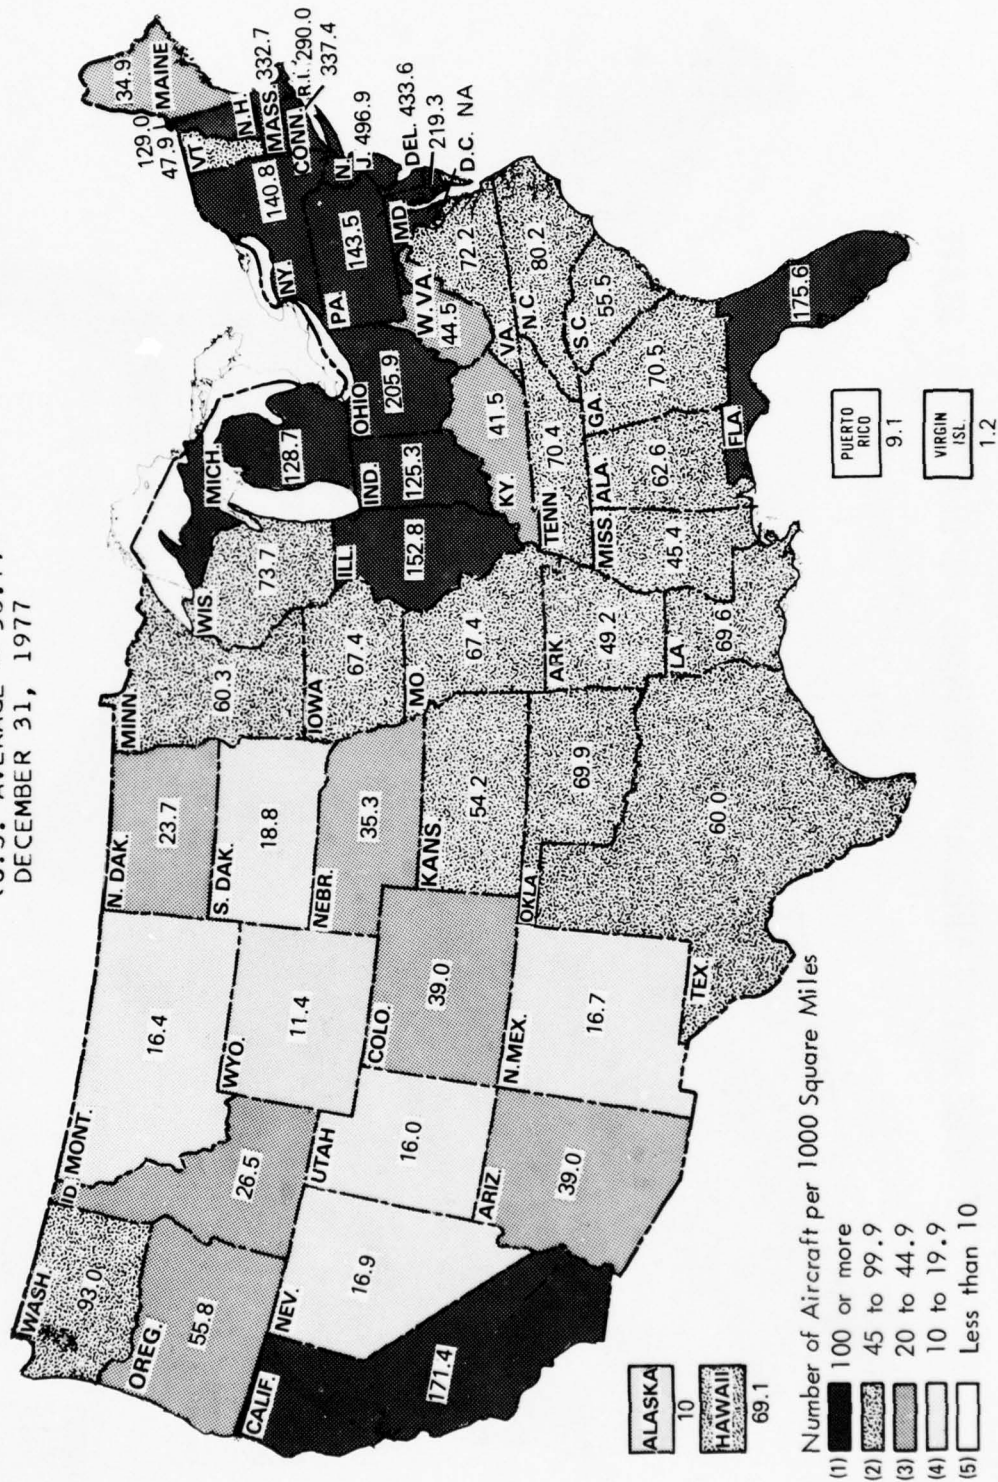 DECEMBER 31, 1977
WASH.
93.0
OREG.
55.8
CALIF.
171.4
ID
26.5
NEV.
16.9
MONT.
16.4
WYO.
11.4
UTAH
16.0
ARIZ.
39.0
COLO.
39.0
N.MEX.
16.7
N. DAK.
23.7
S. DAK.
18.8
NEBR.
35.3
KANS
54.2
OKLA
69.9
TEX.
60.0
MINN
60.3
IOWA
67.4
MO.
67.4
ARK.
49.2
LA.
69.6
WIS.
73.7
ILL.
152.8
MICH.
128.7
IND.
125.3
OHIO
205.9
KY.
41.5
TENN.
70.4
MISS
45.4
ALA.
62.6
GA.
70.5
FLA.
175.6
S.C.
55.5
N.C.
80.2
VA.
72.2
W.VA.
44.5
PA.
143.5
NY.
140.8
VT.
47.9
N.H.
129.0
MAINE
34.9
MASS. 332.7
R.I. 290.0
CONN.
337.4
N.
J. 496.9
DEL. 433.6
MD.
219.3
D.C. NA
ALASKA
10
HAWAII
69.1
PUERTO
RICO
9.1
VIRGIN
ISL.
1.2
Number of Aircraft per 1000 Square Miles
(1) 100 or more
(2) 45 to 99.9
(3) 20 to 44.9
(4) 10 to 19.9
(5) Less than 10